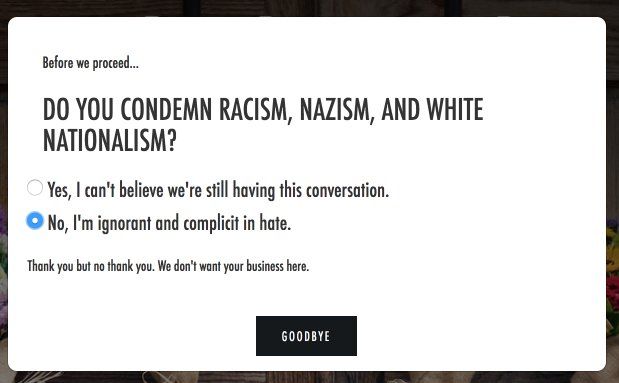 Before we proceed...
DO YOU CONDEMN RACISM, NAZISM, AND WHITE
NATIONALISM?
Yes, I can't believe we're still having this conversation.
No, I'm ignorant and complicit in hate.
Thank you but no thank you. We don't want your business here.
GOODBYE